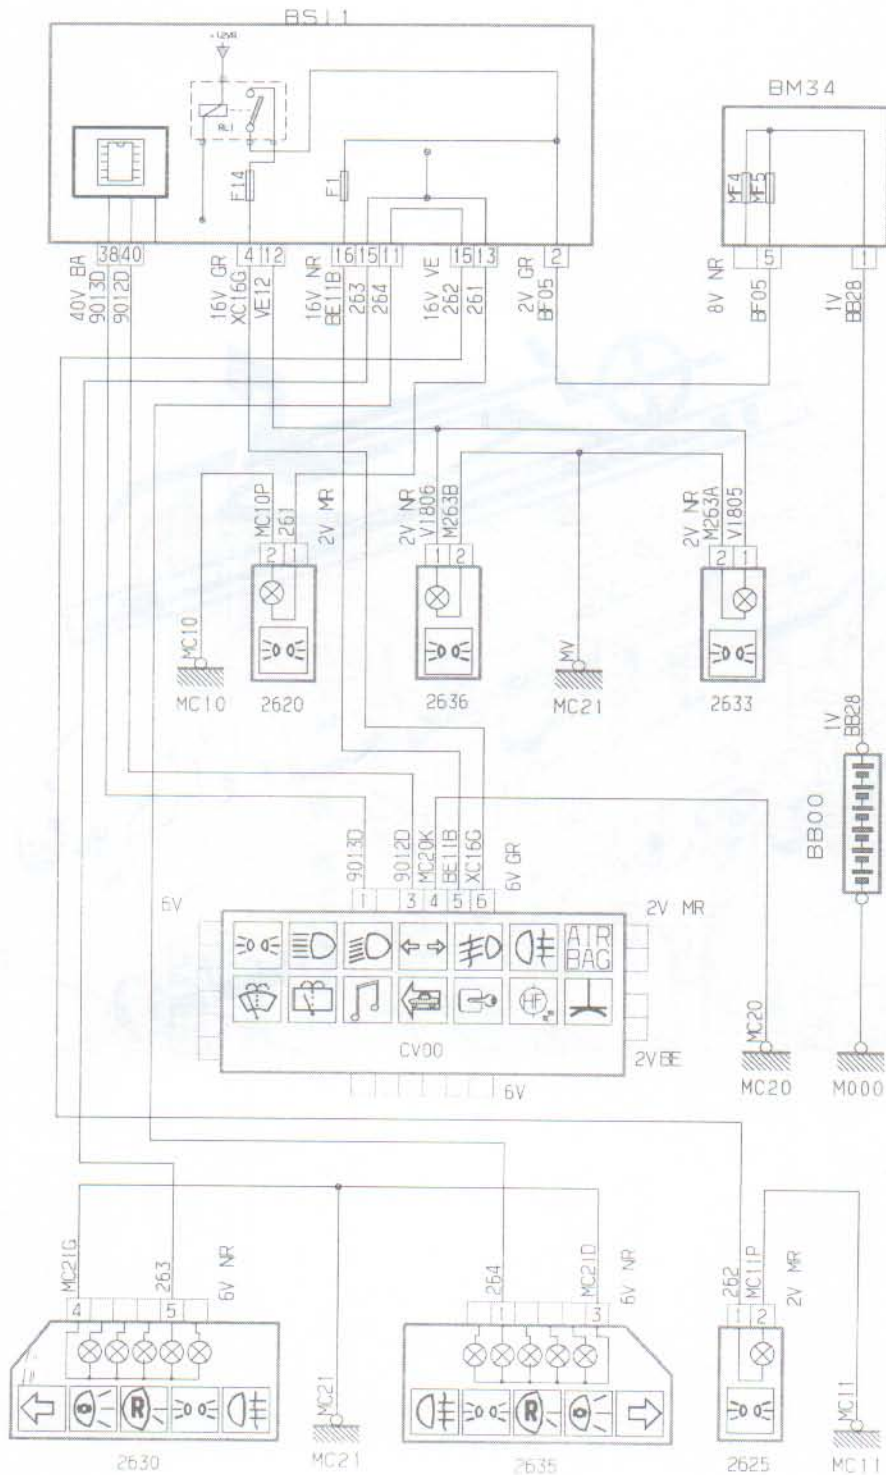 BSI1
+12VR
BM34
RL1
F14
F1
MF4
MF5
38 40
4 12
16 15 11
15 13
2
5
1
40V BA
9013D
9012D
16V GR
XC16G
VE12
16V NR
BE11B
263
264
16V VE
262
261
2V GR
BF05
8V NR
BF05
1V
BB28
MC10P
261
2V MR
2V NR
V1806
M263B
2V NR
M263A
V1805
2 1
1 2
2 1
MC10
MV
MC10
2620
2636
MC21
2633
1V
BB28
BB00
9013D
9012D
MC20K
BE11B
XC16G
6V GR
6V
1 3 4 5 6
2V MR
AIR
BAG
HF
CV00
2V BE
6V
MC20
MC20
M000
MC21G
263
6V NR
264
MC21D
6V NR
262
MC11P
2V MR
4 5
1 3
1 2
R
R
MC21
MC11
2630
MC21
2635
2625
MC11